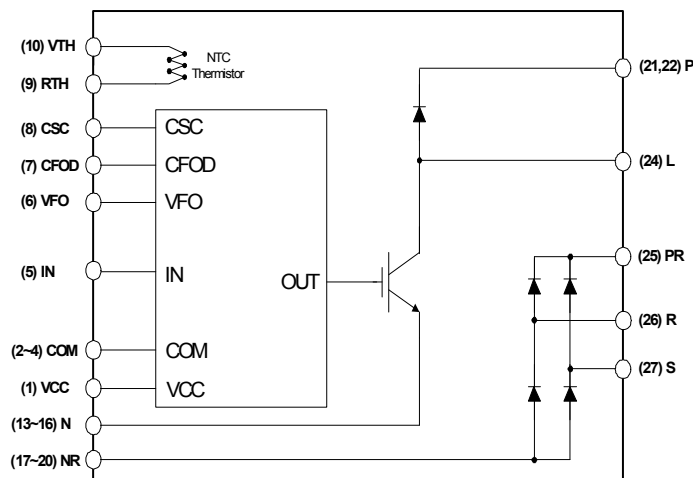 (10) VTH
NTC
Thermistor
(9) RTH
(21,22) P
(8) CSC
CSC
(7) CFOD
CFOD
(24) L
(6) VFO
VFO
(25) PR
(5) IN
IN
OUT
(26) R
(2~4) COM
COM
(27) S
(1) VCC
VCC
(13~16) N
(17~20) NR